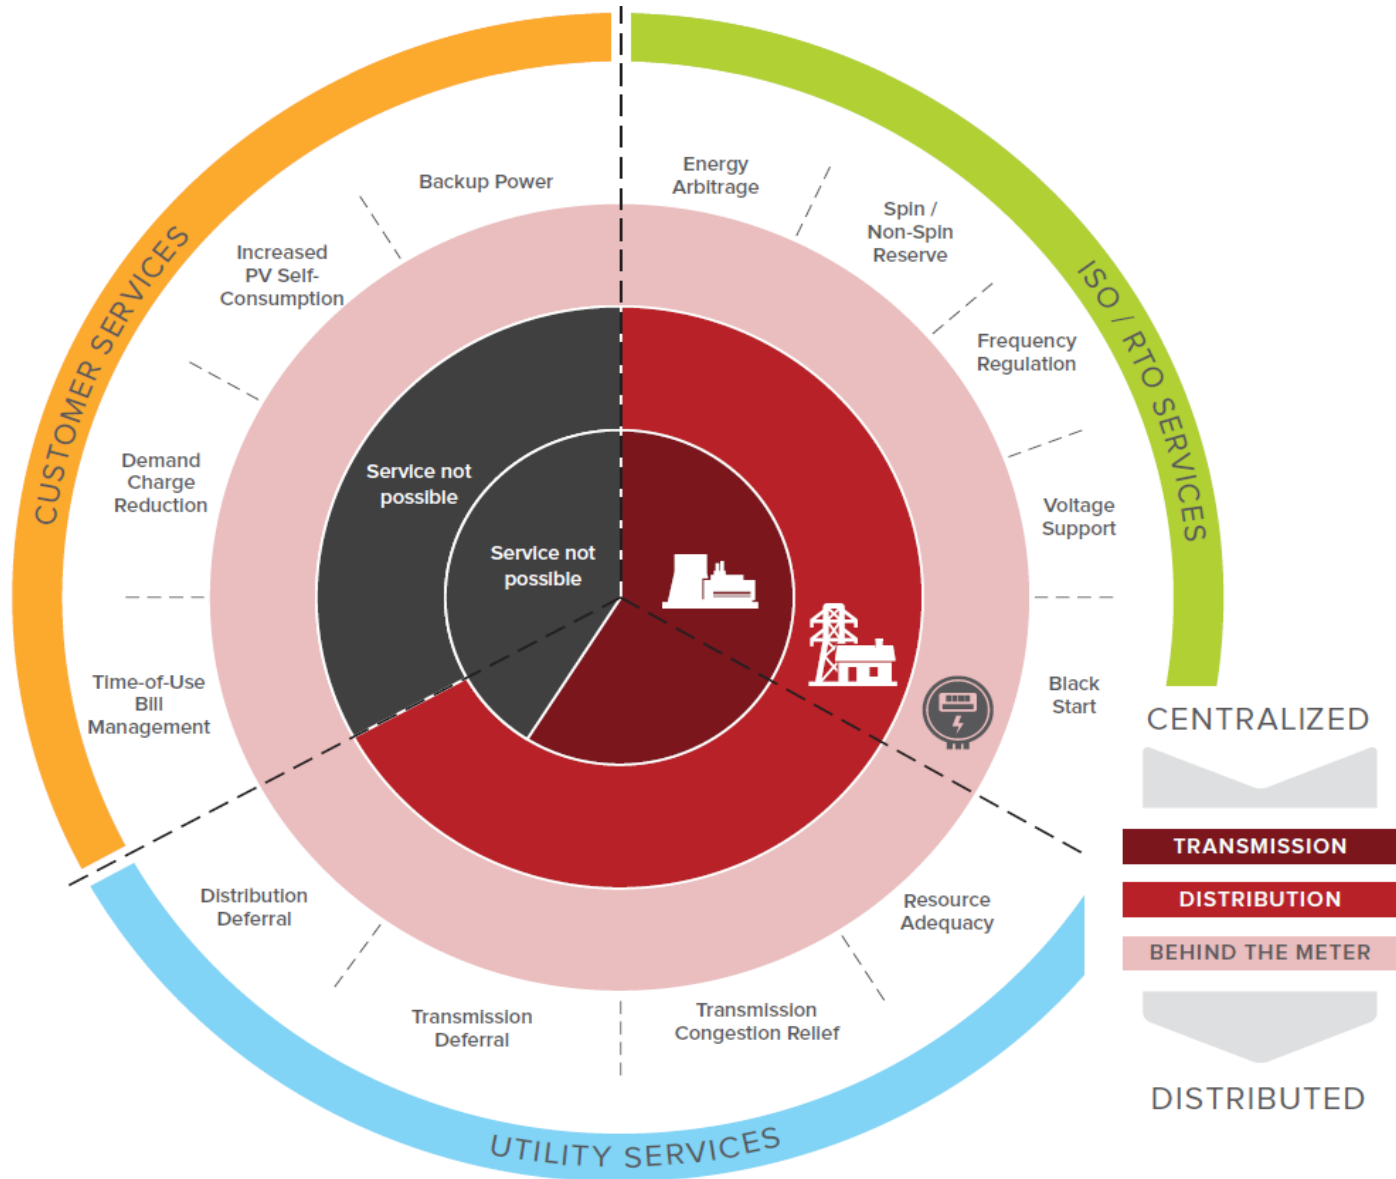 CUSTOMER SERVICES
ISO / RTO SERVICES
UTILITY SERVICES
Backup Power
Increased
PV Self-
Consumption
Demand
Charge
Reduction
Time-of-Use
Bill
Management
Energy
Arbitrage
Spin /
Non-Spin
Reserve
Frequency
Regulation
Voltage
Support
Black
Start
Service not
possible
Service not
possible
Distribution
Deferral
Transmission
Deferral
Transmission
Congestion Relief
Resource
Adequacy
CENTRALIZED
TRANSMISSION
DISTRIBUTION
BEHIND THE METER
DISTRIBUTED